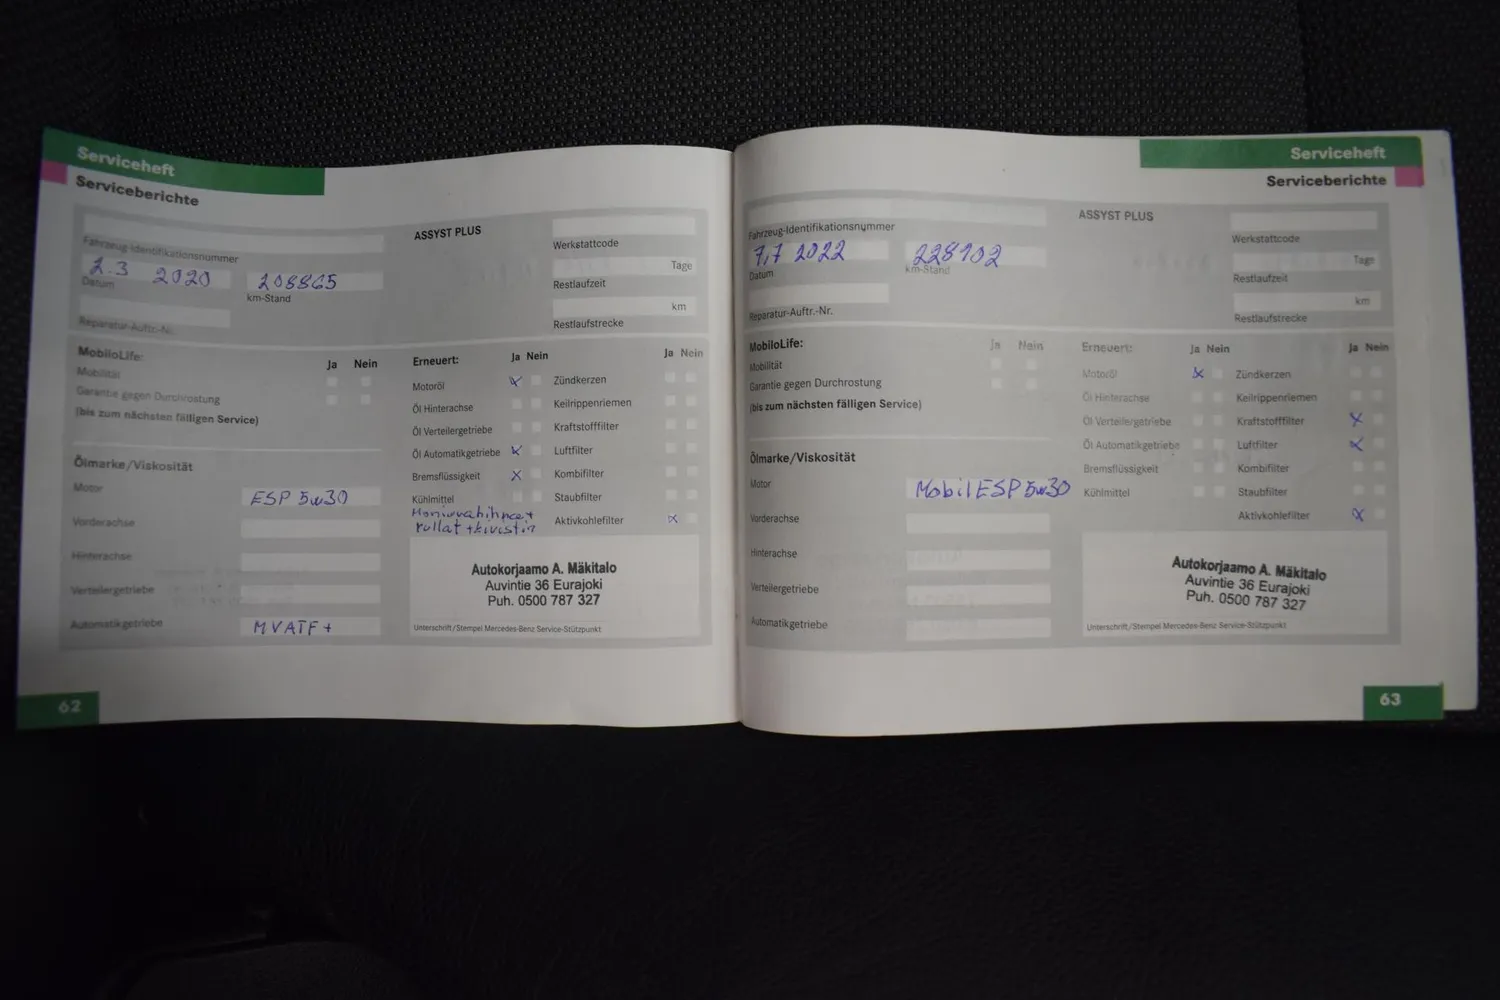 Serviceheft
Serviceberichte
Fahrzeug-Identifikationsnummer
2.3 2020
Datum
208865
km-Stand
Reparatur-Auftr.-Nr.
ASSYST PLUS
Werkstattcode
Tage
Restlaufzeit
km
Restlaufstrecke
MobiloLife:
Ja Nein
Mobilität
Garantie gegen Durchrostung
(bis zum nächsten fälligen Service)
Ölmarke/Viskosität
Motor
ESP 5w30
Vorderachse
Hinterachse
Verteilergetriebe
Automatikgetriebe
MVATF+
Erneuert:
Ja Nein
Motoröl x
Öl Hinterachse
Öl Verteilergetriebe
Öl Automatikgetriebe x
Bremsflüssigkeit x
Kühlmittel
rullat +kiristin
Ja Nein
Zündkerzen
Keilrippenriemen
Kraftstofffilter
Luftfilter
Kombifilter
Staubfilter
Aktivkohlefilter x
Autokorjaamo A. Mäkitalo
Auvintie 36 Eurajoki
Puh. 0500 787 327
Unterschrift/Stempel Mercedes-Benz Service-Stützpunkt
62
Serviceheft
Serviceberichte
Fahrzeug-Identifikationsnummer
7,7 2022
Datum
228902
km-Stand
Reparatur-Auftr.-Nr.
ASSYST PLUS
Werkstattcode
Tage
Restlaufzeit
km
Restlaufstrecke
MobiloLife:
Ja Nein
Mobilität
Garantie gegen Durchrostung
(bis zum nächsten fälligen Service)
Ölmarke/Viskosität
Motor
Mobil ESP 5w30
Vorderachse
Hinterachse
Verteilergetriebe
Automatikgetriebe
Erneuert:
Ja Nein
Motoröl x
Öl Hinterachse
Öl Verteilergetriebe
Öl Automatikgetriebe
Bremsflüssigkeit
Kühlmittel
Ja Nein
Zündkerzen
Keilrippenriemen
Kraftstofffilter x
Luftfilter x
Kombifilter
Staubfilter
Aktivkohlefilter x
Autokorjaamo A. Mäkitalo
Auvintie 36 Eurajoki
Puh. 0500 787 327
Unterschrift/Stempel Mercedes-Benz Service-Stützpunkt
63